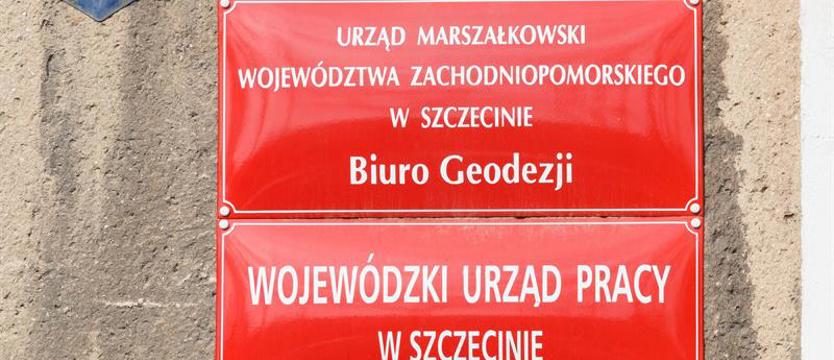 URZĄD MARSZAŁKOWSKI
WOJEWÓDZTWA ZACHODNIOPOMORSKIEGO
W SZCZECINIE
Biuro Geodezji
WOJEWÓDZKI URZĄD PRACY
W SZCZECINIE